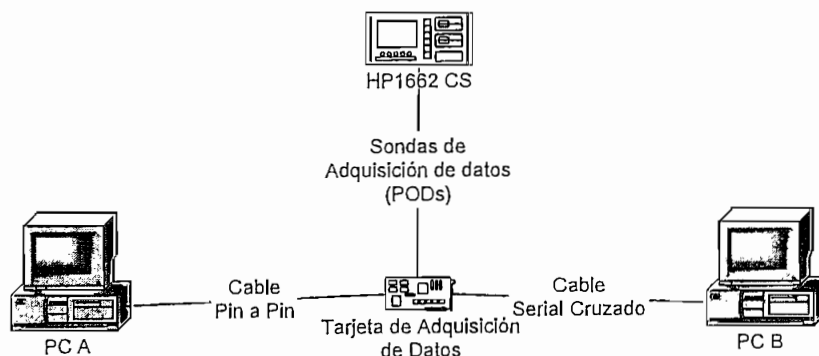 HP1662 CS
Sondas de
Adquisición de datos
(PODs)
Cable
Pin a Pin
Cable
Serial Cruzado
Tarjeta de Adquisición
de Datos
PC A
PC B